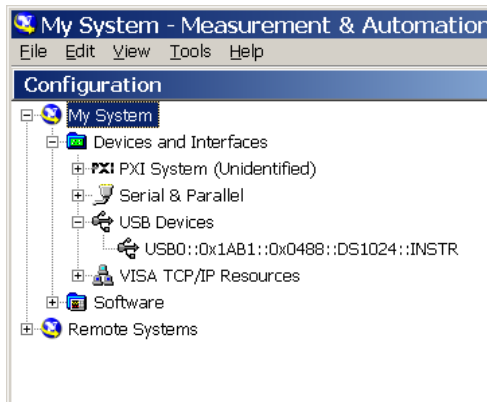 My System - Measurement & Automation
File Edit View Tools Help
Configuration
My System
Devices and Interfaces
PXI PXI System (Unidentified)
Serial & Parallel
USB Devices
USB0::0x1AB1::0x0488::DS1024::INSTR
VISA TCP/IP Resources
Software
Remote Systems